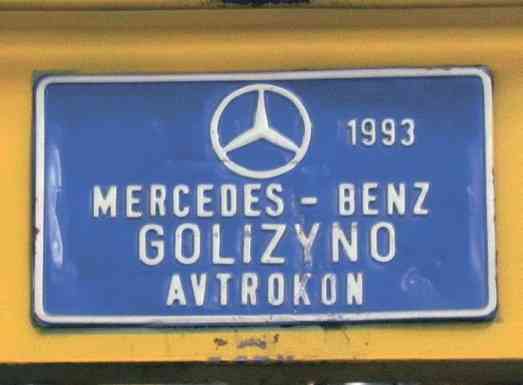 1993
MERCEDES - BENZ
GOLIZYNO
AVTROKON